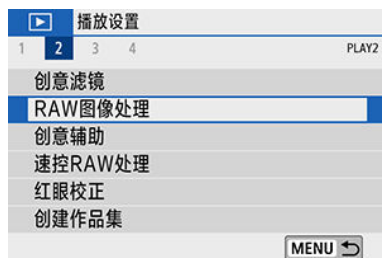 播放设置
1 2 3 4 PLAY2
创意滤镜
RAW图像处理
创意辅助
速控RAW处理
红眼校正
创建作品集
MENU